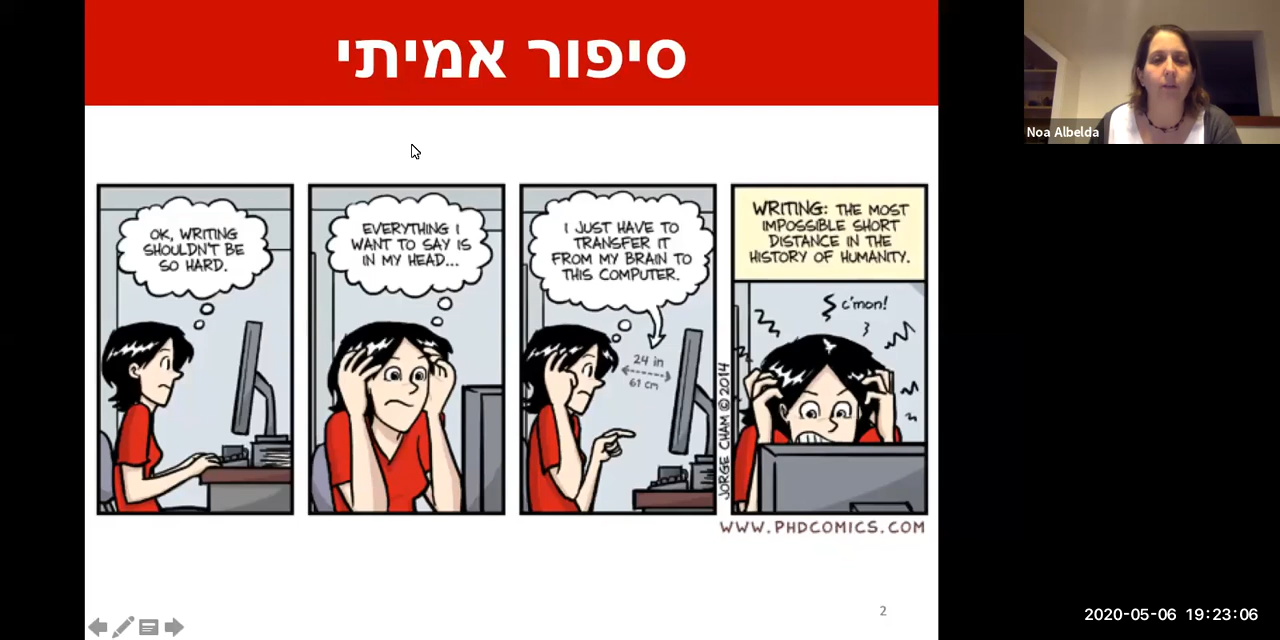 סיפור אמיתי
Noa Albelda
OK, WRITING
SHOULDN'T BE
SO HARD.
EVERYTHING I
WANT TO SAY IS
IN MY HEAD...
I JUST HAVE TO
TRANSFER IT
FROM MY BRAIN TO
THIS COMPUTER.
24 in
61 cm
WRITING: THE MOST
IMPOSSIBLE SHORT
DISTANCE IN THE
HISTORY OF HUMANITY.
c'mon!
JORGE CHAM © 2014
WWW.PHDCOMICS.COM
2
2020-05-06 19:23:06